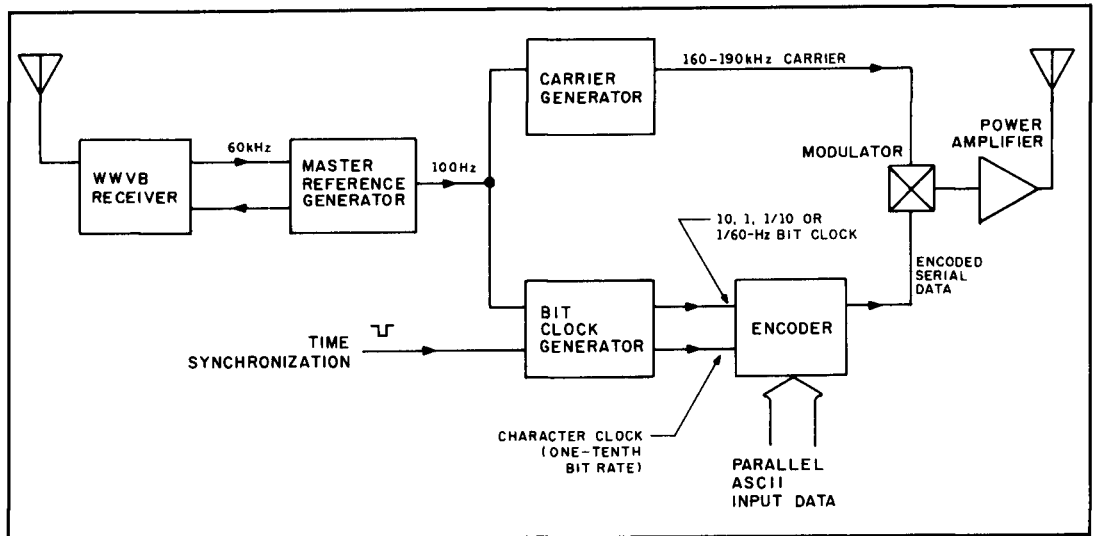 160-190kHz CARRIER
CARRIER
GENERATOR
POWER
AMPLIFIER
MODULATOR
60kHz
WWVB
RECEIVER
MASTER
REFERENCE
GENERATOR
100Hz
10, 1, 1/10 OR
1/60-Hz BIT CLOCK
ENCODED
SERIAL
DATA
BIT
CLOCK
GENERATOR
ENCODER
TIME
SYNCHRONIZATION
CHARACTER CLOCK
(ONE-TENTH
BIT RATE)
PARALLEL
ASCII
INPUT DATA